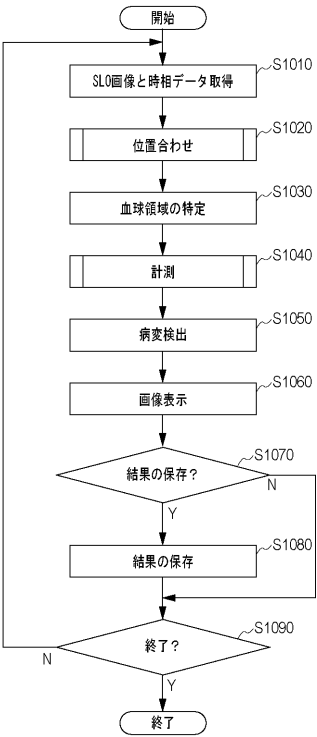 開始
SLO画像と時相データ取得
S1010
位置合わせ
S1020
血球領域の特定
S1030
計測
S1040
病変検出
S1050
画像表示
S1060
結果の保存?
S1070
N
Y
結果の保存
S1080
終了?
S1090
N
Y
終了